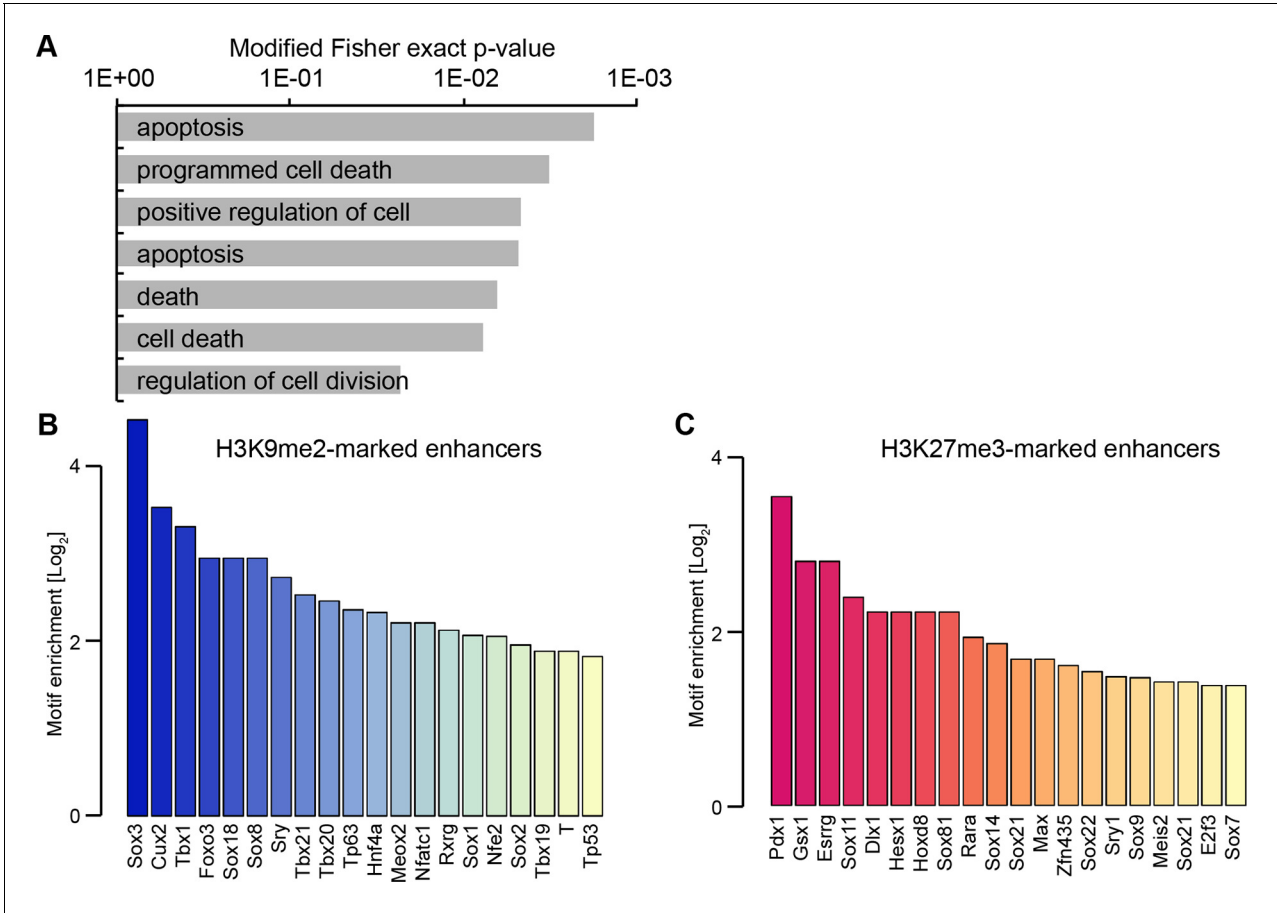 A
Modified Fisher exact p-value
1E+00 1E-01 1E-02 1E-03
apoptosis
programmed cell death
positive regulation of cell
apoptosis
death
cell death
regulation of cell division
B
H3K9me2-marked enhancers
Motif enrichment [Log2]
4
2
0
Sox3 Cux2 Tbx1 Foxo3 Sox18 Sox8 Sry Tbx21 Tbx20 Tp63 Hnf4a Meox2 Nfatc1 Rxrg Sox1 Nfe2 Sox2 Tbx19 T Tp53
C
H3K27me3-marked enhancers
Motif enrichment [Log2]
4
2
0
Pdx1 Gsx1 Esrrg Sox11 Dlx1 Hesx1 Hoxd8 Sox81 Rara Sox14 Sox21 Max Zfn435 Sox22 Sry1 Sox9 Meis2 Sox21 E2f3 Sox7